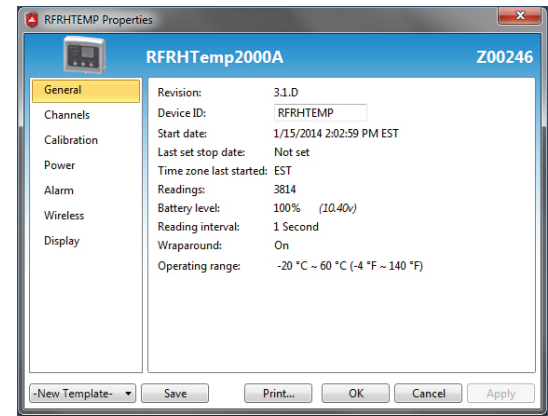 RFRHTEMP Properties
RFRHTemp2000A Z00246
General
Channels
Calibration
Power
Alarm
Wireless
Display
Revision: 3.1.D
Device ID: RFRHTEMP
Start date: 1/15/2014 2:02:59 PM EST
Last set stop date: Not set
Time zone last started: EST
Readings: 3814
Battery level: 100% (10.40v)
Reading interval: 1 Second
Wraparound: On
Operating range: -20 °C ~ 60 °C (-4 °F ~ 140 °F)
-New Template- Save Print... OK Cancel Apply